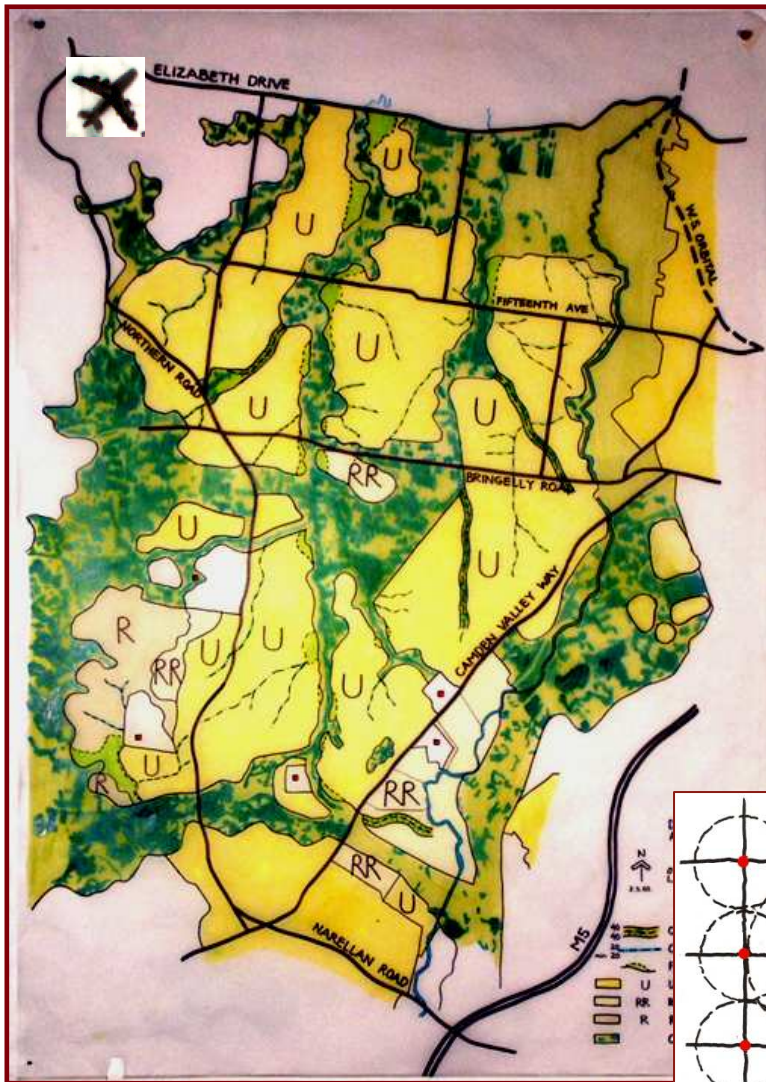 ELIZABETH DRIVE
U
U
W.S. ORBITAL
FIFTEENTH AVE
NORTHERN ROAD
U
U
U
RR
BRINGELLY ROAD
U
U
CAMDEN VALLEY WAY
R
RR
U
U
U
U
R
RR
RR
U
NARELLAN ROAD
M5
N
U
RR
R